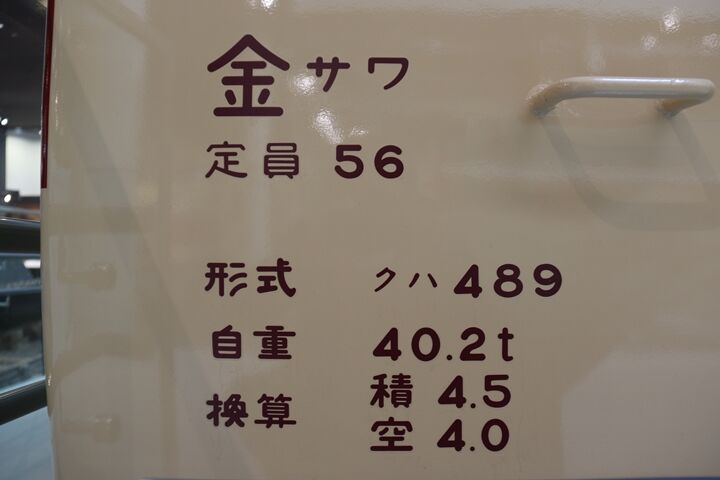 金サワ
定員 56
形式 クハ489
自重 40.2t
換算 積 4.5
空 4.0